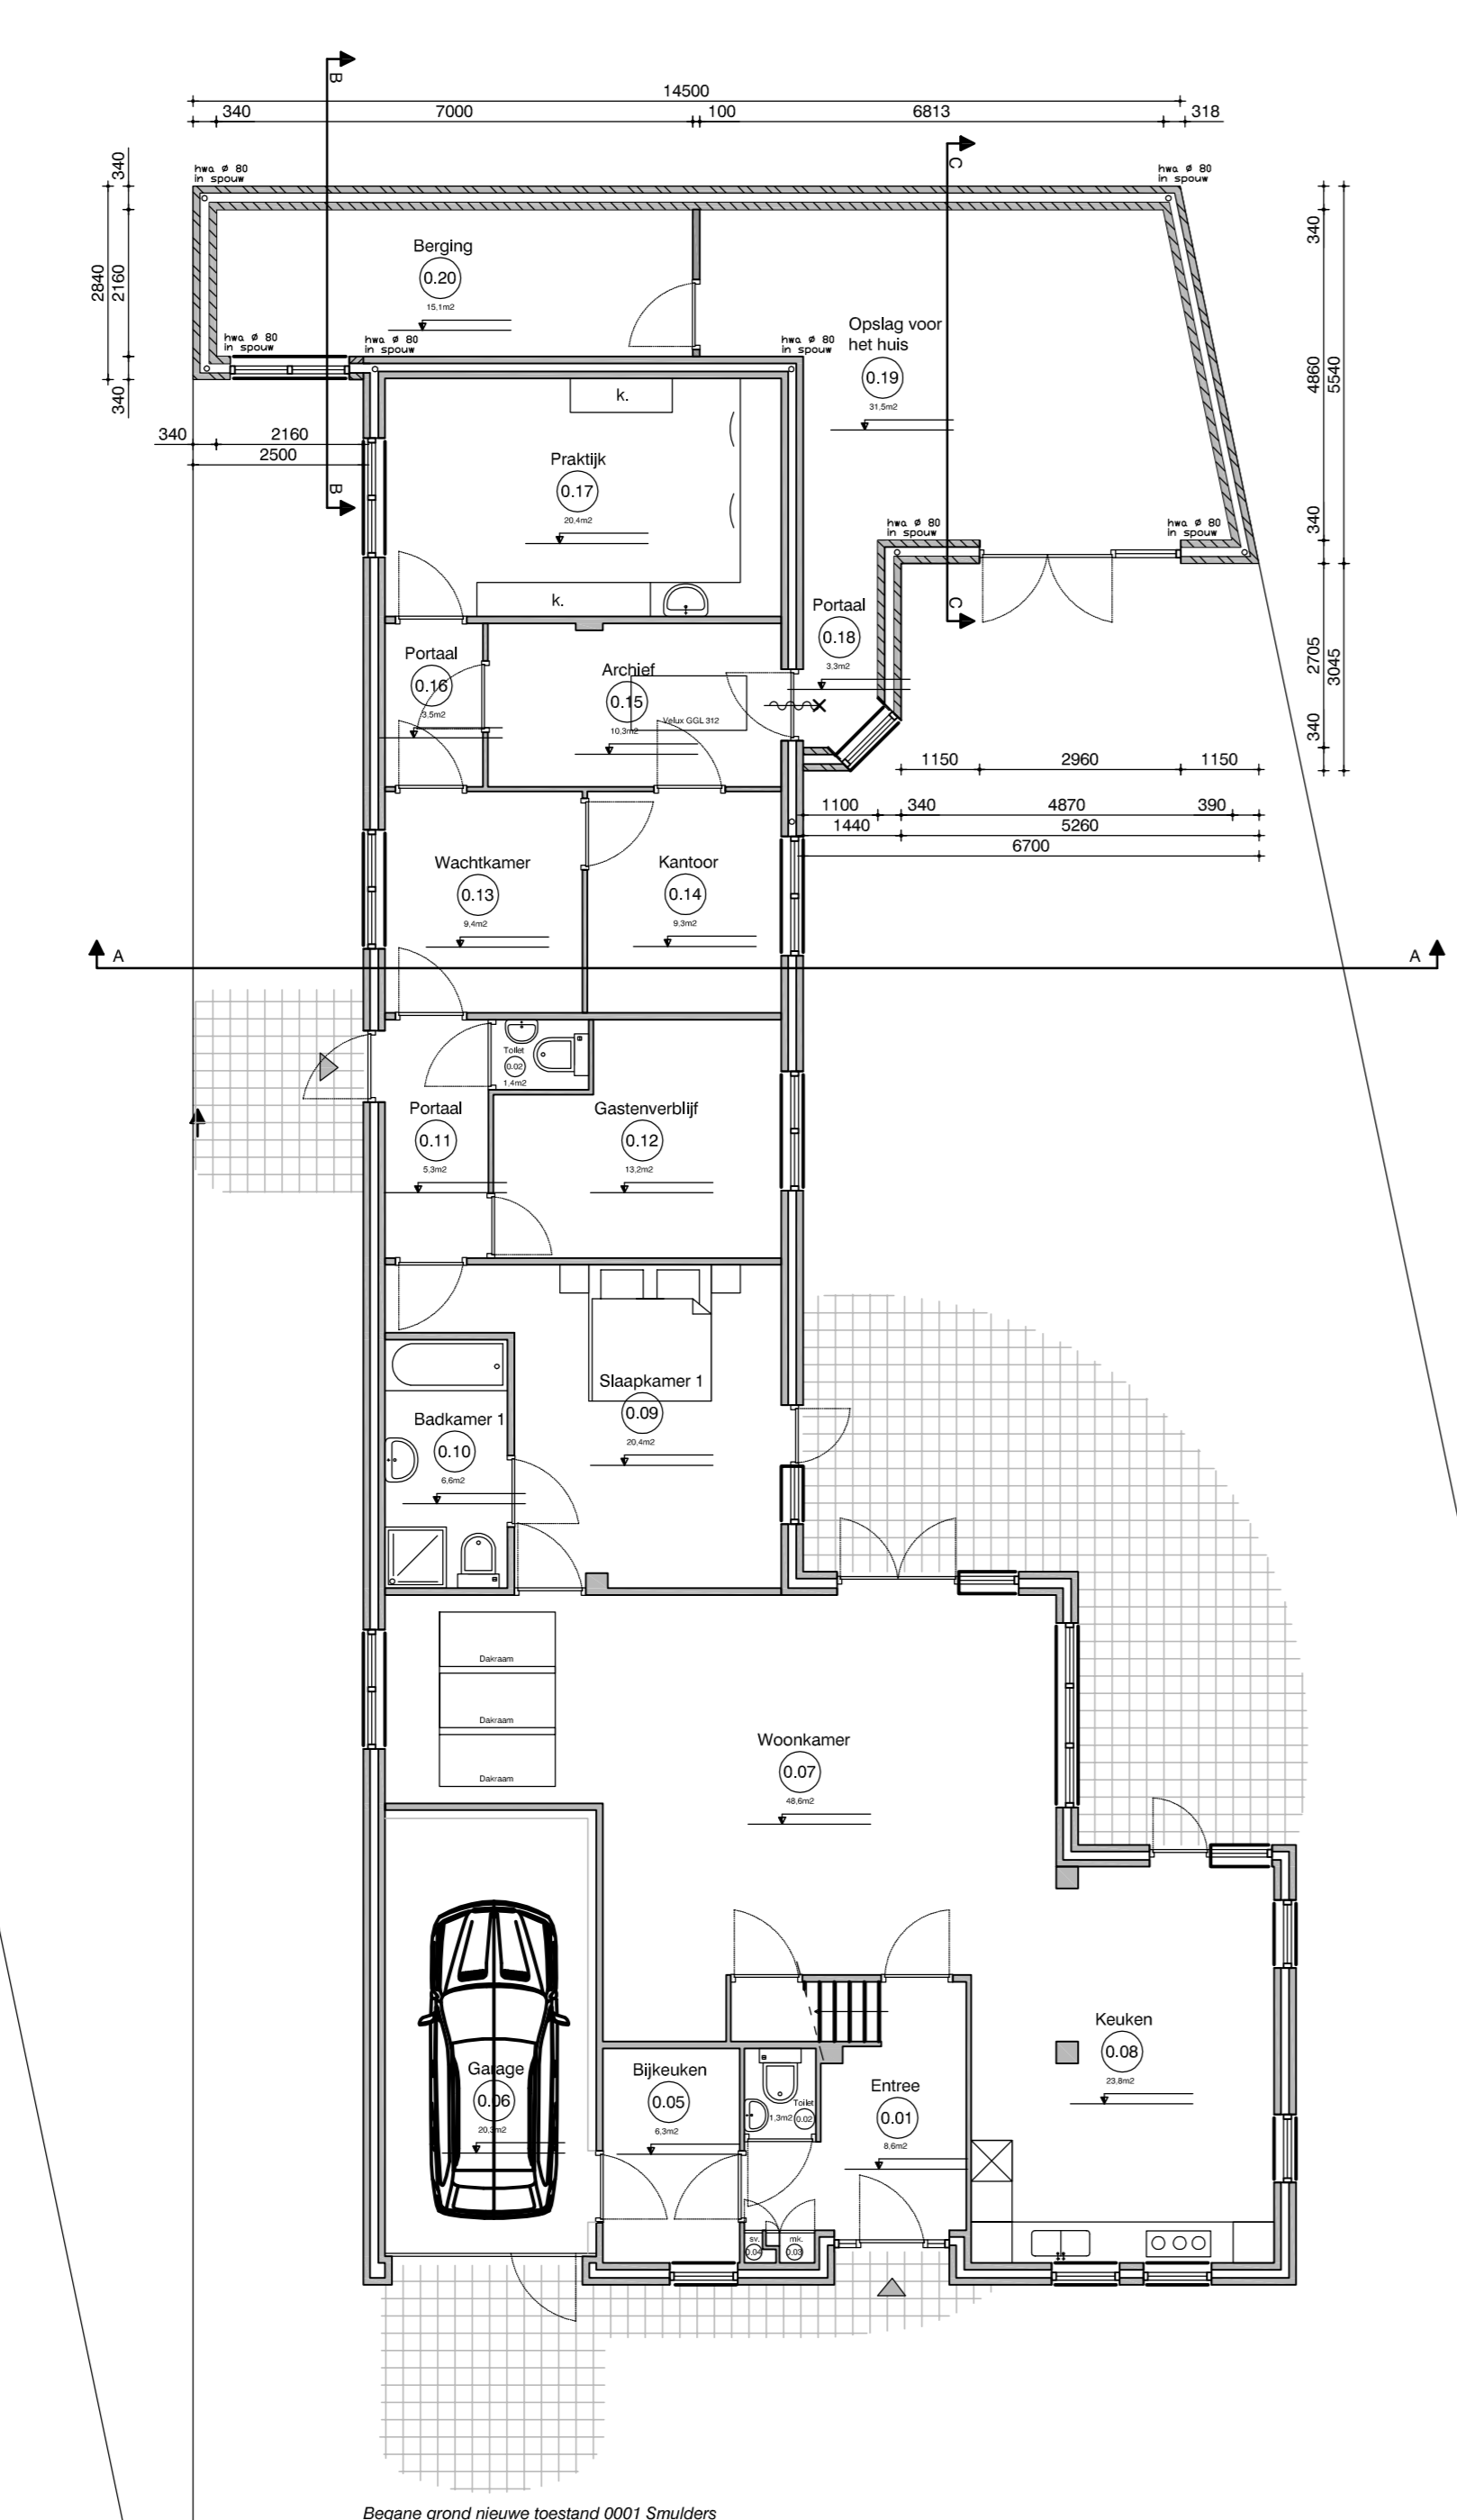 B
14500
340 7000 100 6813 318
C
hwa ø 80
in spouw
hwa ø 80
in spouw
340
2840
2160
340
Berging
0.20
15,1m2
hwa ø 80
in spouw
hwa ø 80
in spouw
hwa ø 80
in spouw
Opslag voor
het huis
0.19
31,5m2
340
4860
5540
340
340 2160
2500
B
k.
Praktijk
0.17
20,4m2
k.
hwa ø 80
in spouw
hwa ø 80
in spouw
C
Portaal
0.18
3,3m2
2705
3045
340
Portaal
0.16
3,5m2
Archief
0.15
10,3m2
Velux GGL 312
1150 2960 1150
1100 340 4870 390
1440 5260
6700
Wachtkamer
0.13
9,4m2
Kantoor
0.14
9,3m2
A
A
Toilet
0.02
1,4m2
Portaal
0.11
5,3m2
Gastenverblijf
0.12
13,2m2
Slaapkamer 1
0.09
20,4m2
Badkamer 1
0.10
6,6m2
Dakraam
Dakraam
Dakraam
Woonkamer
0.07
48,6m2
Keuken
0.08
23,8m2
Garage
0.06
20,3m2
Bijkeuken
0.05
6,3m2
Toilet
1,3m2 0.02
Entree
0.01
8,6m2
sv.
0.04
mk.
0.03
Begane grond nieuwe toestand 0001 Smulders